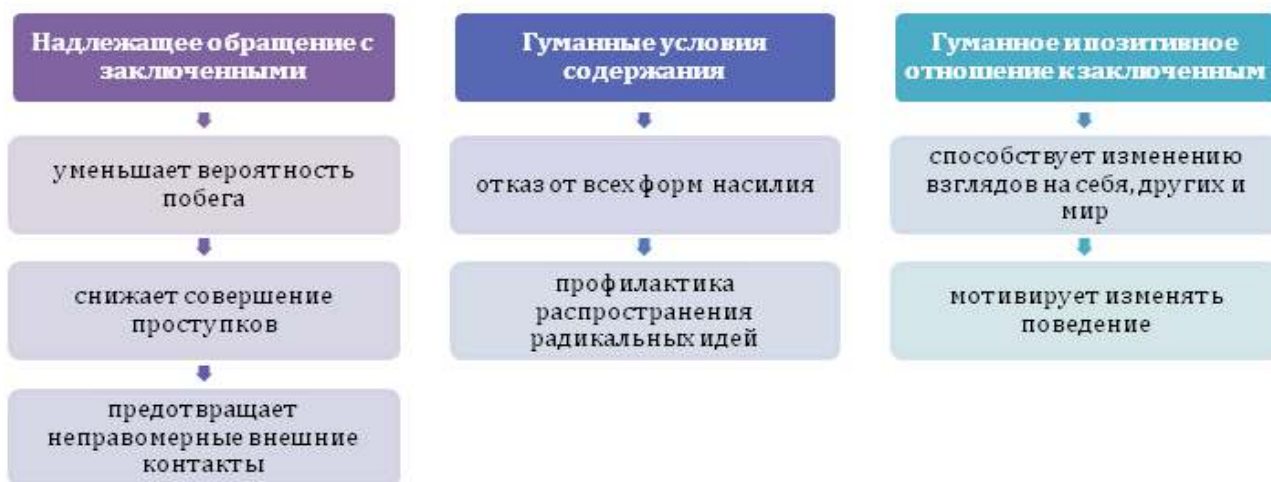 Надлежащее обращение с
заключенными
уменьшает вероятность
побега
снижает совершение
проступков
предотвращает
неправомерные внешние
контакты
Гуманные условия
содержания
отказ от всех форм насилия
профилактика
распространения
радикальных идей
Гуманное и позитивное
отношение к заключенным
способствует изменению
взглядов на себя, других и
мир
мотивирует изменять
поведение